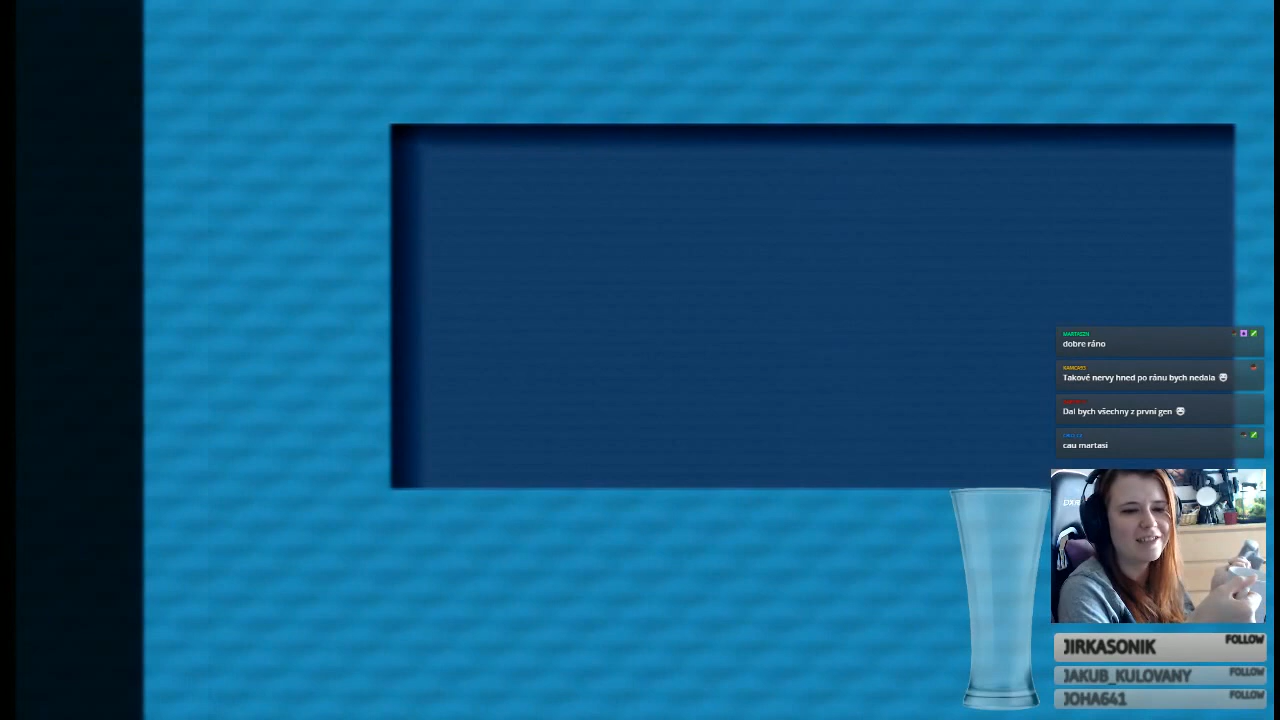 MARTASZN
dobre ráno
Takové nervy hned po ránu bych nedala
Dal bych všechny z první gen
cau martasi
JIRKASONIK FOLLOW
JAKUB_KULOVANY FOLLOW
JOHA641 FOLLOW